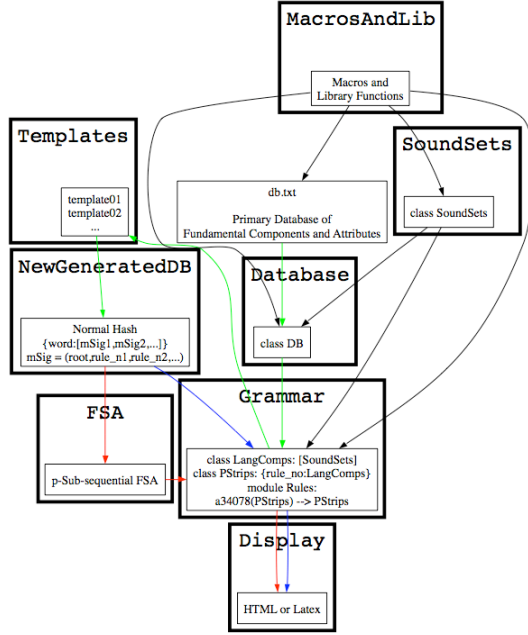 MacrosAndLib
Macros and
Library Functions
Templates
template01
template02
...
SoundSets
class SoundSets
db.txt
Primary Database of
Fundamental Components and Attributes
NewGeneratedDB
Normal Hash
{word:[mSig1,mSig2,...]}
mSig = (root,rule_n1,rule_n2,...)
Database
class DB
FSA
p-Sub-sequential FSA
Grammar
class LangComps: [SoundSets]
class PStrips: {rule_no:LangComps}
module Rules:
a34078(PStrips) --> PStrips
Display
HTML or Latex